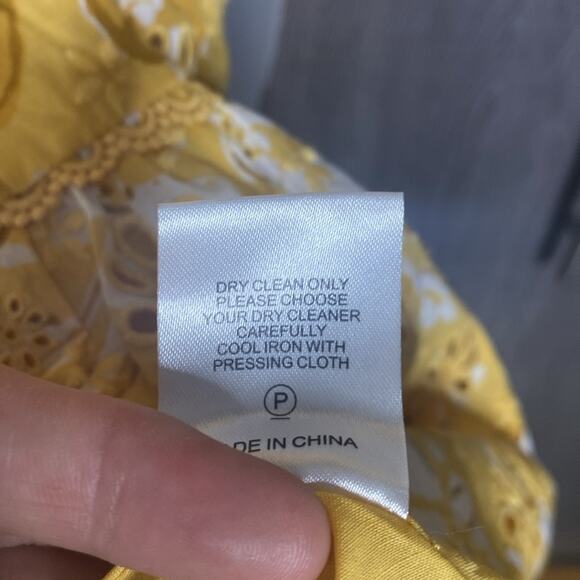 DRY CLEAN ONLY
PLEASE CHOOSE
YOUR DRY CLEANER
CAREFULLY
COOL IRON WITH
PRESSING CLOTH
P
DE IN CHINA